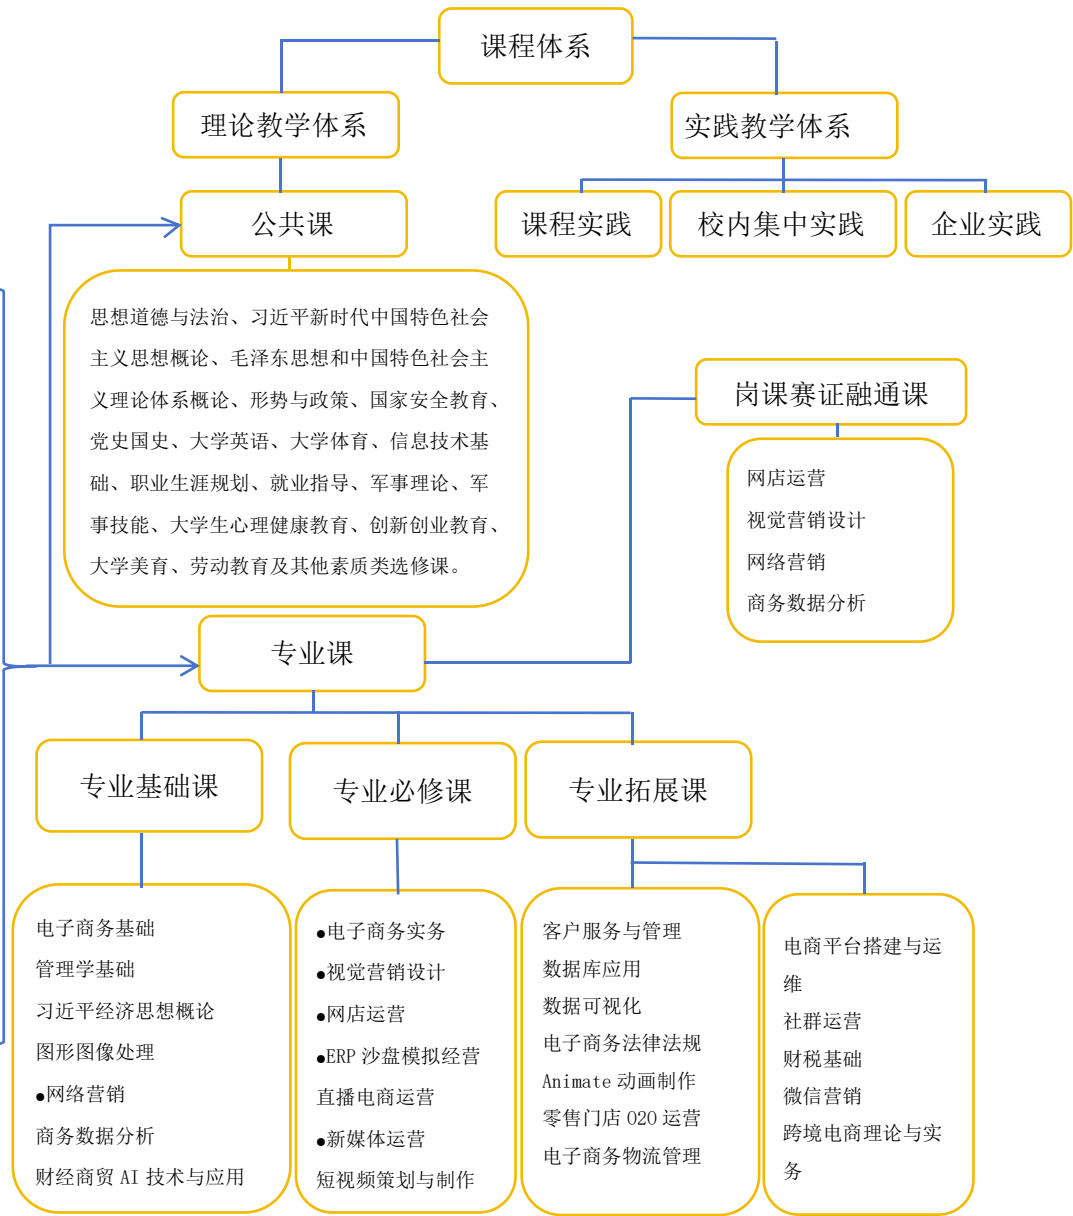 课程体系
理论教学体系
实践教学体系
公共课
课程实践
校内集中实践
企业实践
思想道德与法治、习近平新时代中国特色社会
主义思想概论、毛泽东思想和中国特色社会主
义理论体系概论、形势与政策、国家安全教育、
党史国史、大学英语、大学体育、信息技术基
础、职业生涯规划、就业指导、军事理论、军
事技能、大学生心理健康教育、创新创业教育、
大学美育、劳动教育及其他素质类选修课。
岗课赛证融通课
网店运营
视觉营销设计
网络营销
商务数据分析
专业课
专业基础课
专业必修课
专业拓展课
电子商务基础
管理学基础
习近平经济思想概论
图形图像处理
●网络营销
商务数据分析
财经商贸 AI 技术与应用
●电子商务实务
●视觉营销设计
●网店运营
●ERP 沙盘模拟经营
直播电商运营
●新媒体运营
短视频策划与制作
客户服务与管理
数据库应用
数据可视化
电子商务法律法规
Animate 动画制作
零售门店 O2O 运营
电子商务物流管理
电商平台搭建与运
维
社群运营
财税基础
微信营销
跨境电商理论与实
务